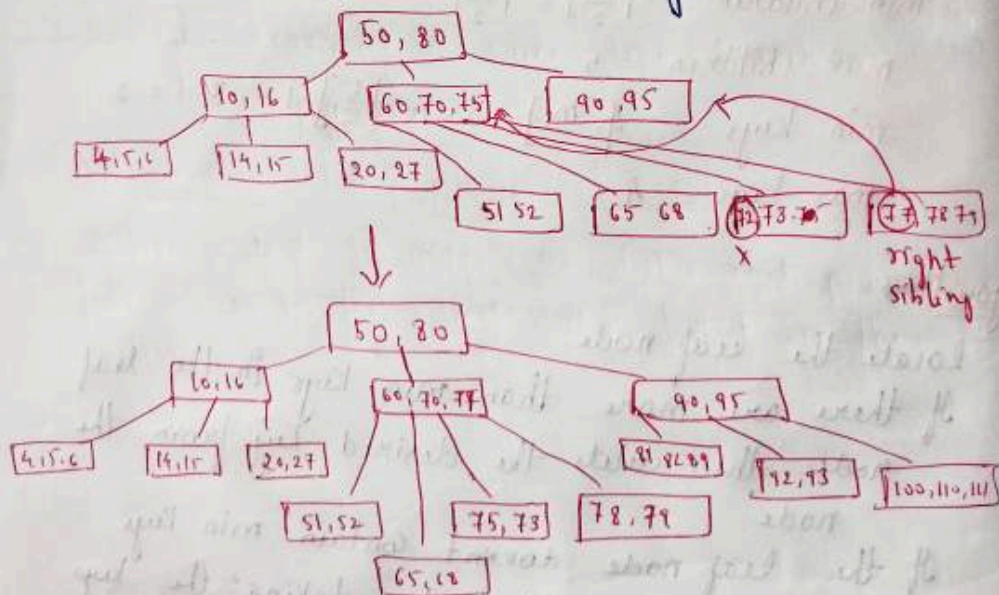 50, 80
10, 16 60, 70, 75 90, 95
4, 5, 6 14, 15 20, 27
51 52 65 68 72, 73 77, 78 79
x right
sibling
50, 80
10, 16 60, 70, 77 90, 95
4, 5, 6 14, 15 20, 27 81, 82 89 92, 93 100, 110, 111
51, 52 75, 73 78, 79
65, 68